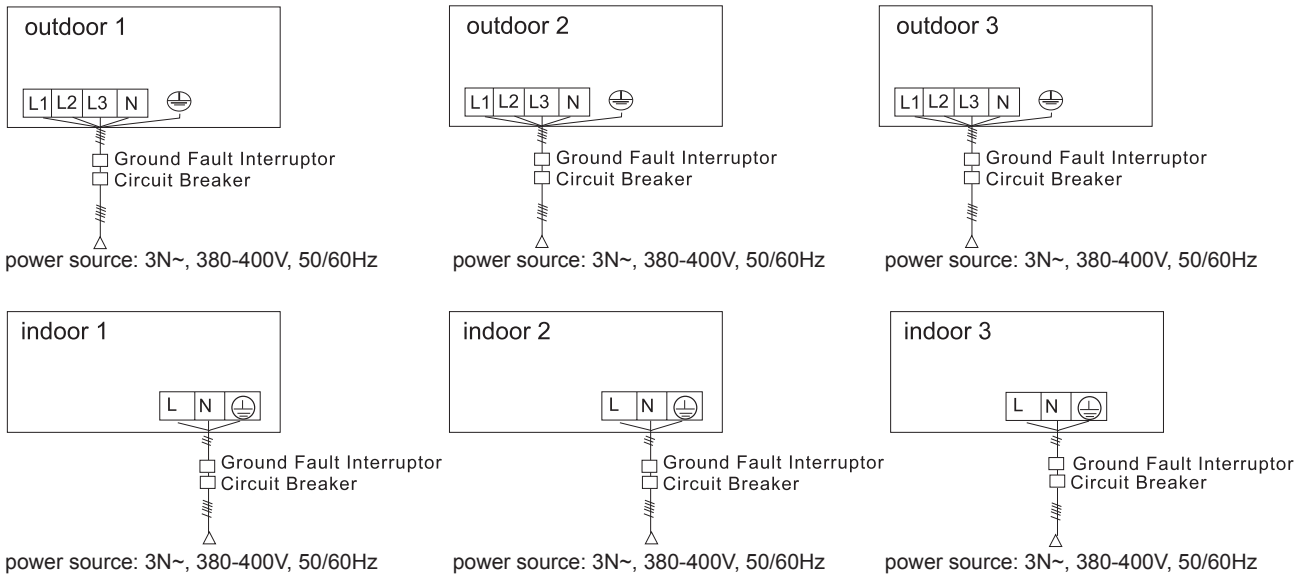 outdoor 1
L1 L2 L3 N
Ground Fault Interruptor
Circuit Breaker
power source: 3N~, 380-400V, 50/60Hz
outdoor 2
L1 L2 L3 N
Ground Fault Interruptor
Circuit Breaker
power source: 3N~, 380-400V, 50/60Hz
outdoor 3
L1 L2 L3 N
Ground Fault Interruptor
Circuit Breaker
power source: 3N~, 380-400V, 50/60Hz
indoor 1
L N
Ground Fault Interruptor
Circuit Breaker
power source: 3N~, 380-400V, 50/60Hz
indoor 2
L N
Ground Fault Interruptor
Circuit Breaker
power source: 3N~, 380-400V, 50/60Hz
indoor 3
L N
Ground Fault Interruptor
Circuit Breaker
power source: 3N~, 380-400V, 50/60Hz